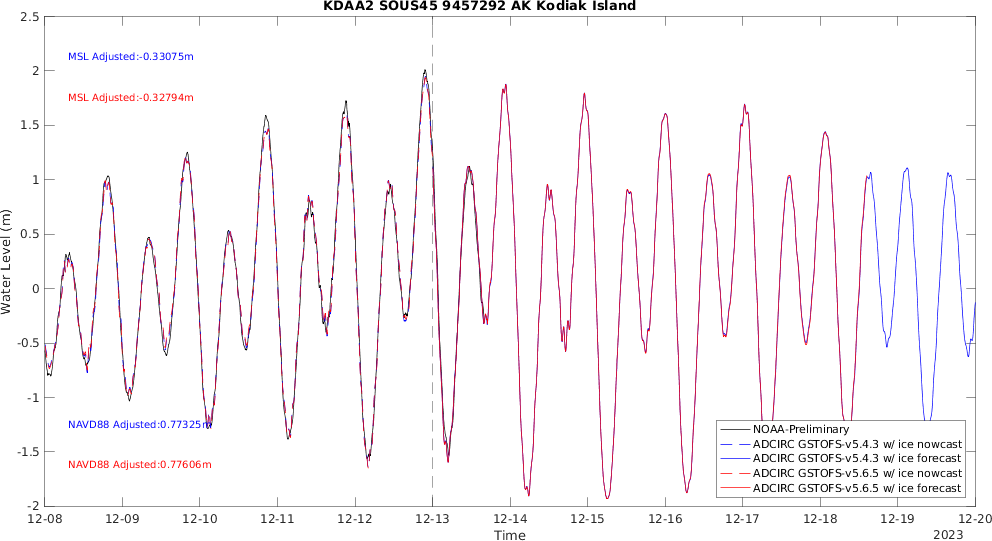 KDAA2 SOUS45 9457292 AK Kodiak Island
2.5
2
1.5
1
0.5
0
-0.5
-1
-1.5
-2
Water Level (m)
MSL Adjusted:-0.33075m
MSL Adjusted:-0.32794m
NAVD88 Adjusted:0.77325m
NAVD88 Adjusted:0.77606m
NOAA-Preliminary
ADCIRC GSTOFS-v5.4.3 w/ ice nowcast
ADCIRC GSTOFS-v5.4.3 w/ ice forecast
ADCIRC GSTOFS-v5.6.5 w/ ice nowcast
ADCIRC GSTOFS-v5.6.5 w/ ice forecast
12-08 12-09 12-10 12-11 12-12 12-13 12-14 12-15 12-16 12-17 12-18 12-19 12-20
Time
2023